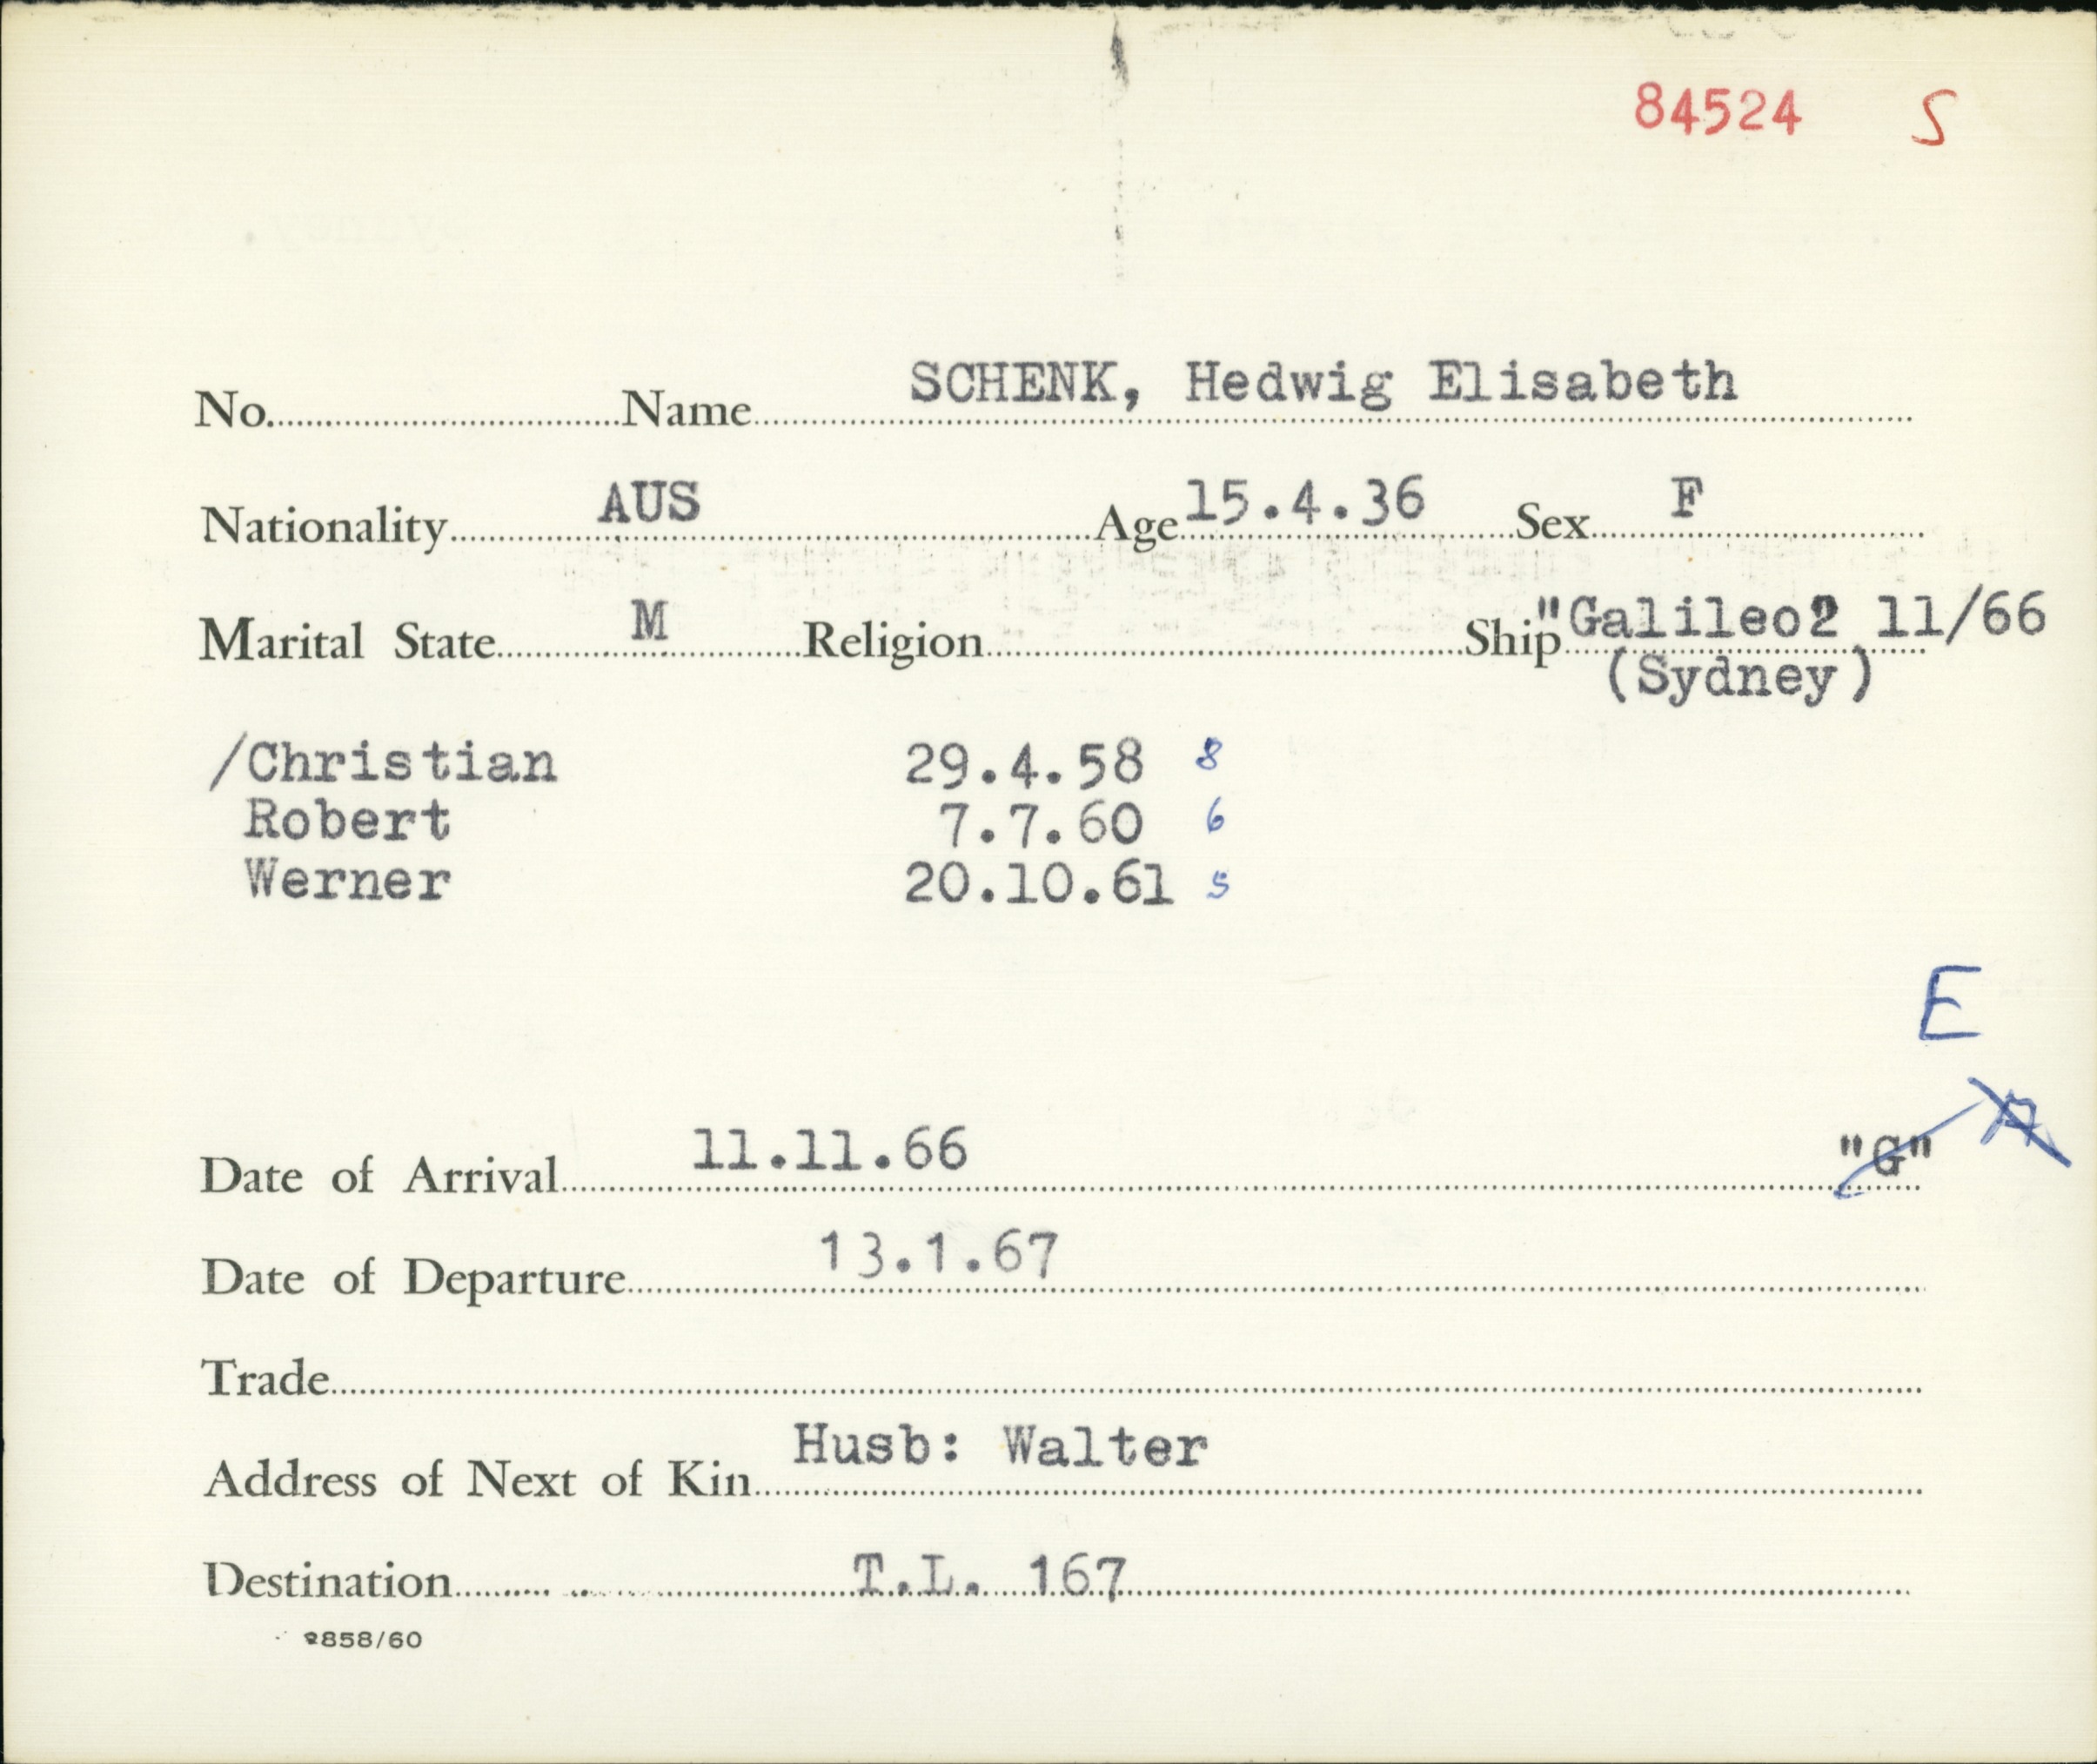 84524 S
No. Name SCHENK, Hedwig Elisabeth
Nationality AUS Age 15.4.36 Sex F
Marital State M Religion Ship "Galileo2 11/66
(Sydney)
/Christian 29.4.58 8
Robert 7.7.60 6
Werner 20.10.61 5
E
Date of Arrival 11.11.66 "G"
Date of Departure 13.1.67
Trade
Address of Next of Kin Husb: Walter
Destination T.L. 167
2858/60